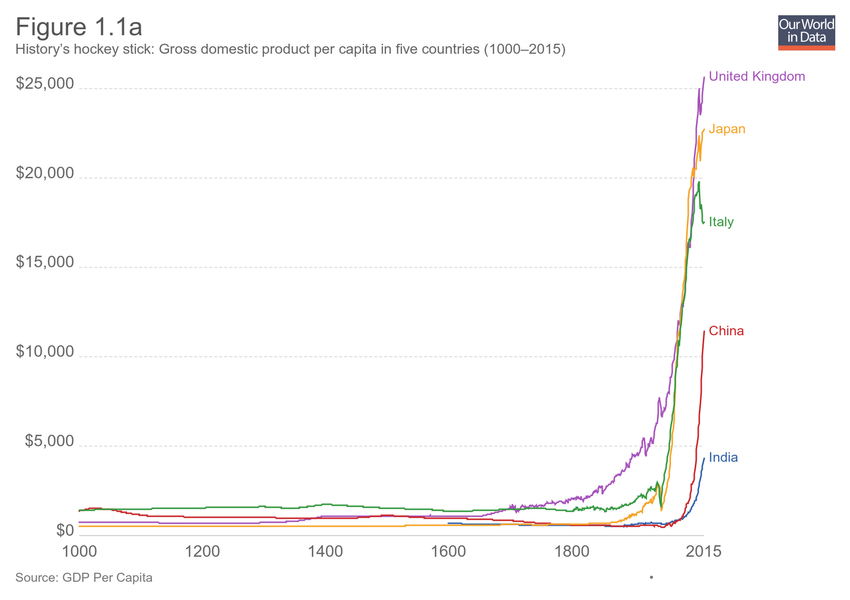 Figure 1.1a
History's hockey stick: Gross domestic product per capita in five countries (1000–2015)
Our World
in Data
$25,000
United Kingdom
Japan
$20,000
Italy
$15,000
$10,000
China
$5,000
India
$0
1000
1200
1400
1600
1800
2015
Source: GDP Per Capita